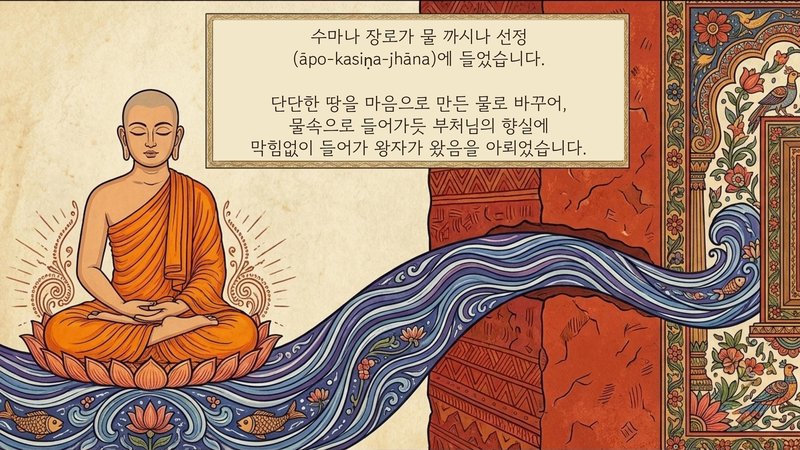 수마나 장로가 물 까시나 선정
(āpo-kasiṇa-jhāna)에 들었습니다.
단단한 땅을 마음으로 만든 물로 바꾸어,
물속으로 들어가듯 부처님의 향실에
막힘없이 들어가 왕자가 왔음을 아뢰었습니다.